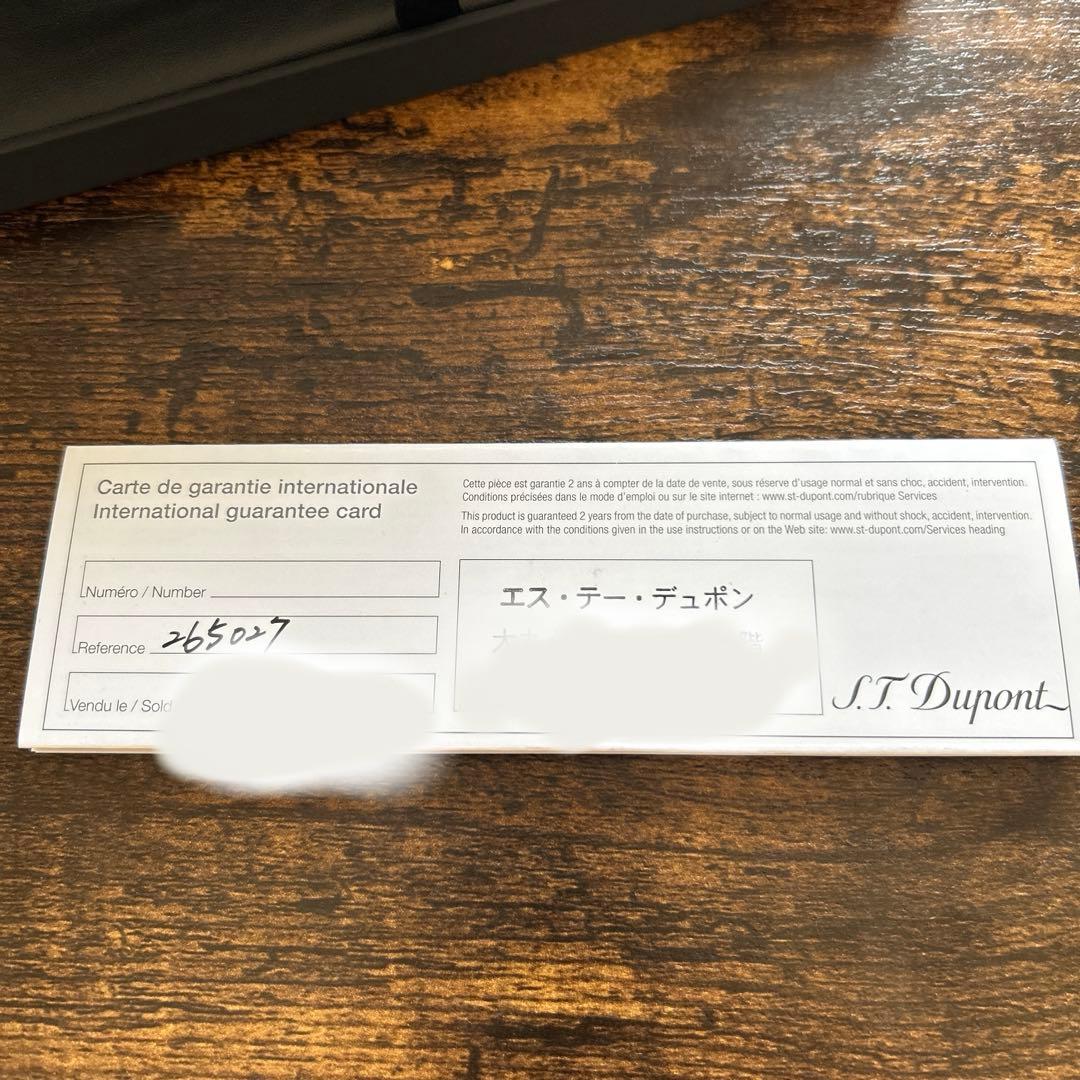 Carte de garantie internationale
International guarantee card
Cette pièce est garantie 2 ans à compter de la date de vente, sous réserve d'usage normal et sans choc, accident, intervention.
Conditions précisées dans le mode d'emploi ou sur le site internet : www.st-dupont.com/rubrique Services
This product is guaranteed 2 years from the date of purchase, subject to normal usage and without shock, accident, intervention.
In accordance with the conditions given in the use instructions or on the Web site: www.st-dupont.com/Services heading
Numéro / Number
Reference 265027
Vendu le / Sold
エス・テー・デュポン
S.T. Dupont